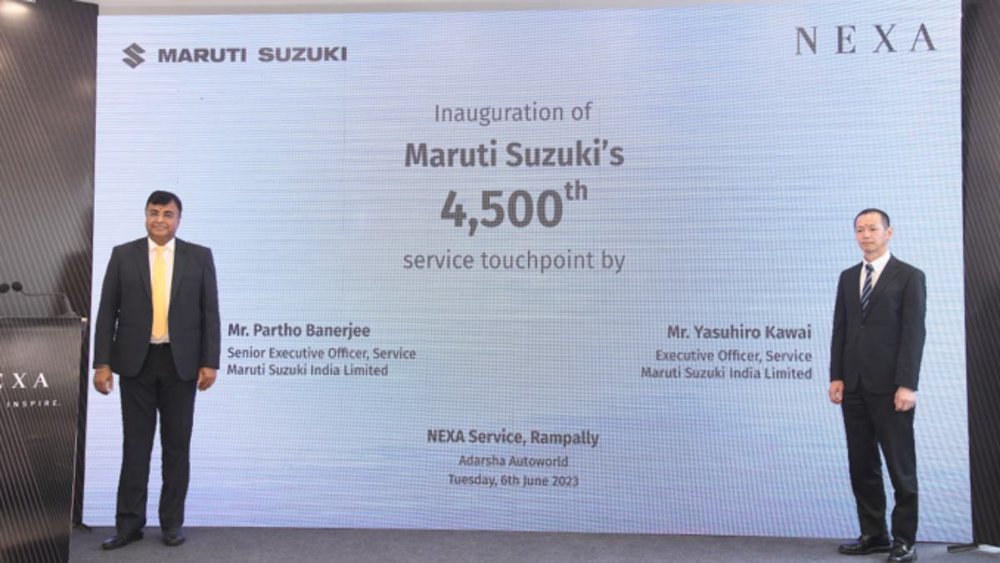 MARUTI SUZUKI
NEXA
Inauguration of
Maruti Suzuki's
4,500th
service touchpoint by
Mr. Partho Banerjee
Senior Executive Officer, Service
Maruti Suzuki India Limited
Mr. Yasuhiro Kawai
Executive Officer, Service
Maruti Suzuki India Limited
NEXA Service, Rampally
Adarsha Autoworld
Tuesday, 6th June 2023
EXA
INSPIRE.